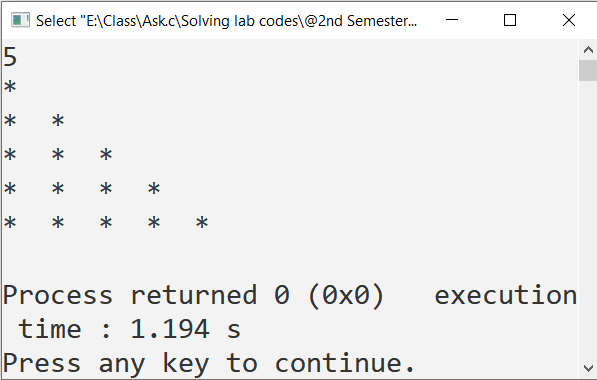 Select "E:\Class\Ask.c\Solving lab codes\@2nd Semester...
5
*
*  *
*  *  *
*  *  *  *
*  *  *  *  *
Process returned 0 (0x0)   execution
 time : 1.194 s
Press any key to continue.